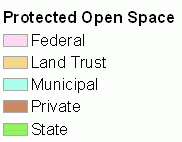 Protected Open Space
Federal
Land Trust
Municipal
Private
State